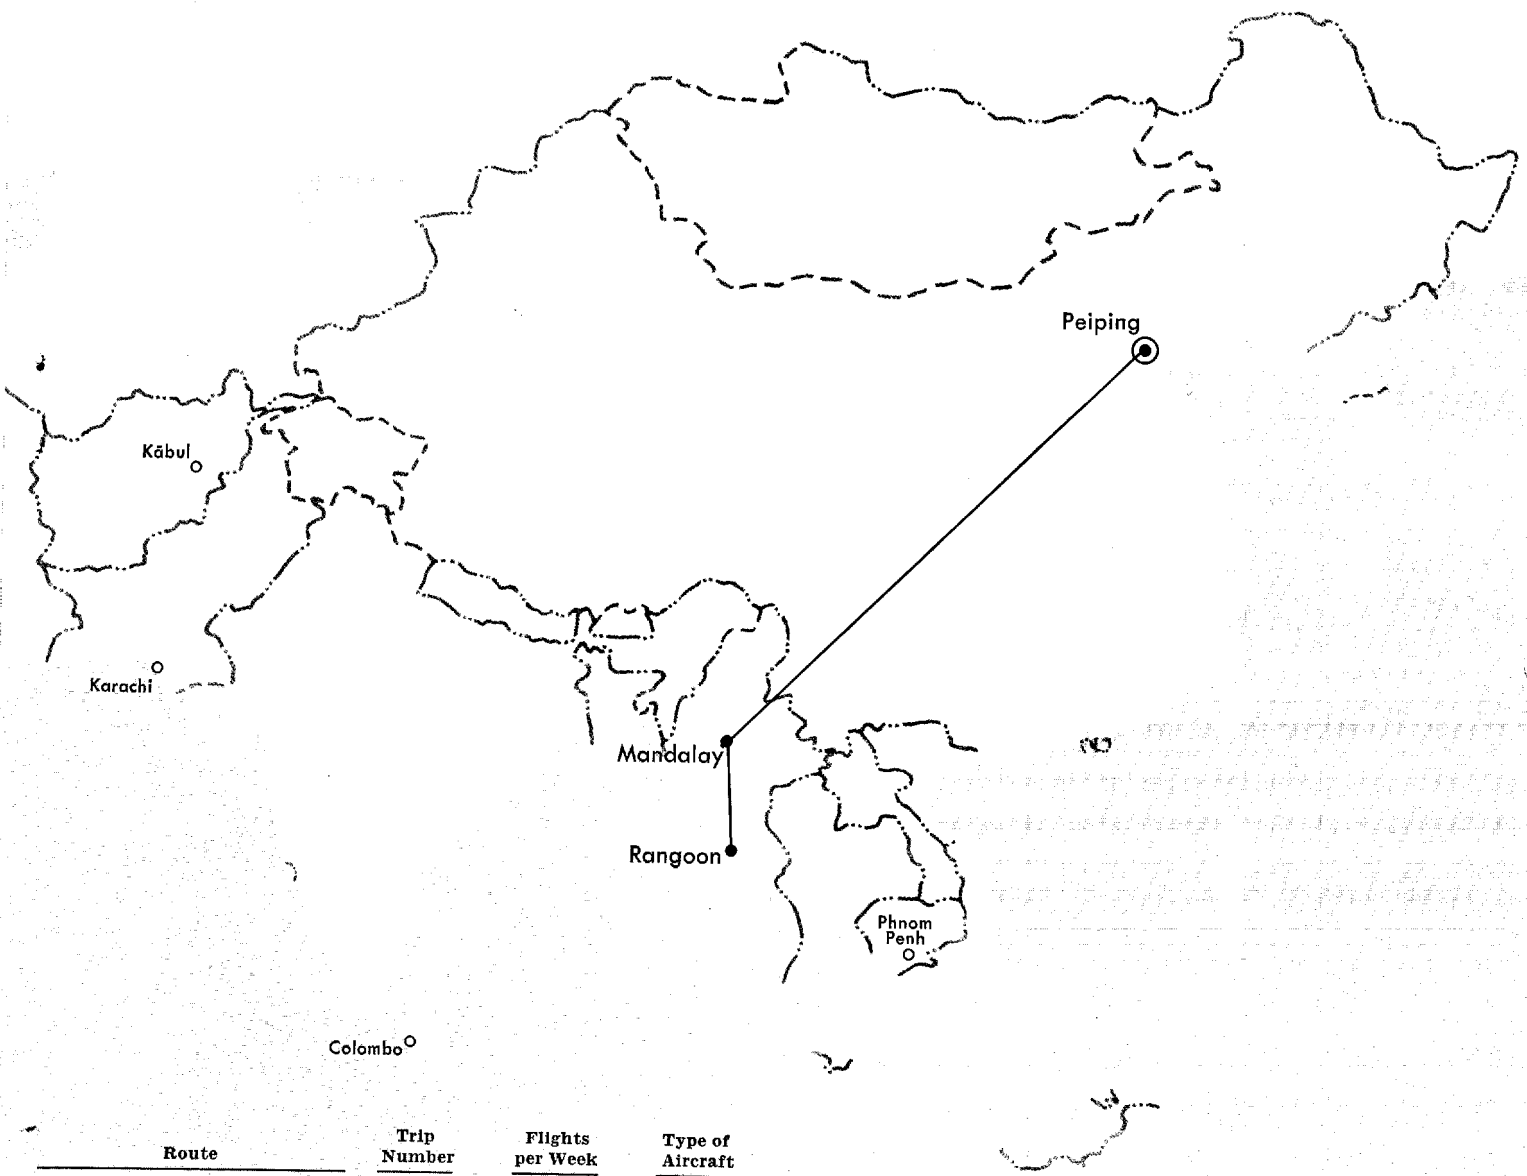 Peiping
Kābul
Karachi
Mandalay
Rangoon
Phnom
Penh
Colombo
Route
Trip
Number
Flights
per Week
Type of
Aircraft